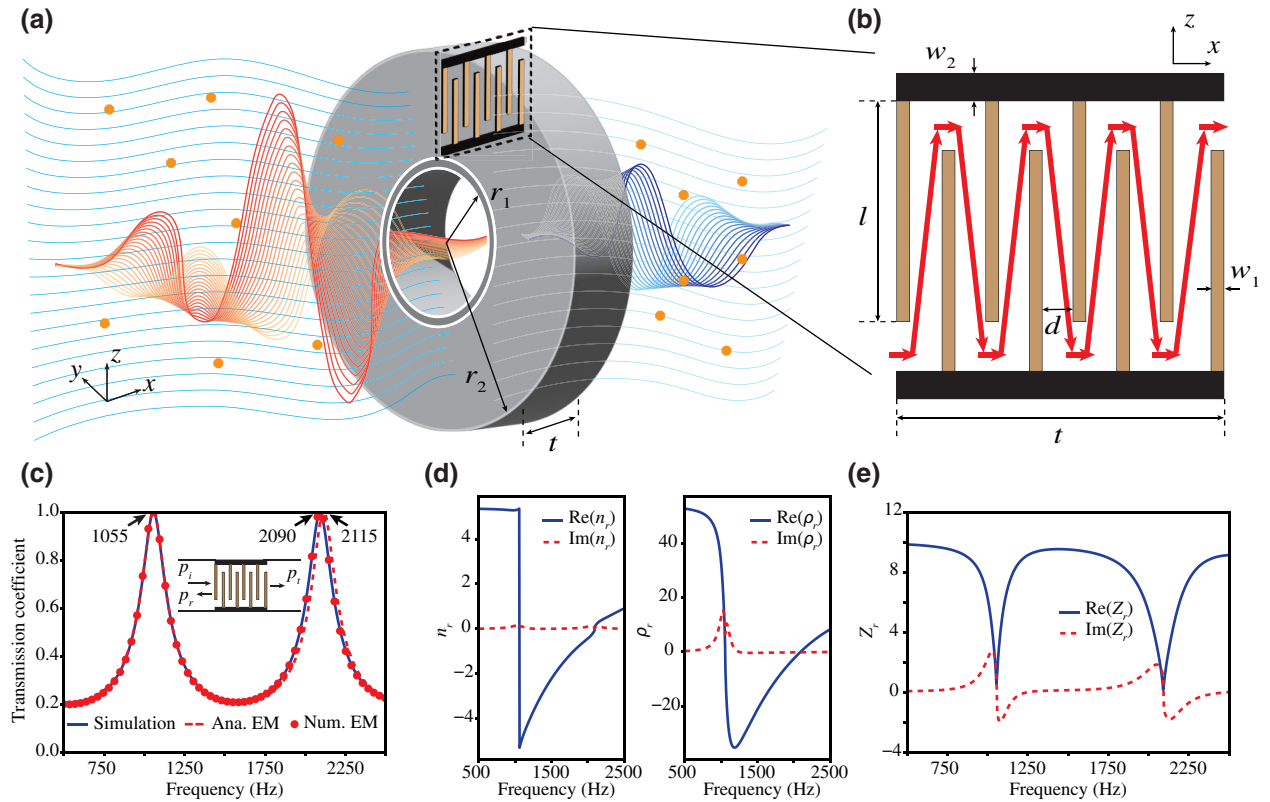 (a)
r₁
r₂
t
y z x
(b)
z
x
w₂
l
d
w₁
t
(c)
Transmission coefficient
1.0
0.8
0.6
0.4
0.2
0.0
1055
2090
2115
pᵢ
pᵣ
pₜ
Simulation Ana. EM Num. EM
750 1250 1750 2250
Frequency (Hz)
(d)
nᵣ
4
2
0
−2
−4
Re(nᵣ)
Im(nᵣ)
500 1500 2500
ρᵣ
40
20
0
−20
Re(ρᵣ)
Im(ρᵣ)
500 1500 2500
Frequency (Hz)
(e)
Zᵣ
12
8
4
0
−4
Re(Zᵣ)
Im(Zᵣ)
750 1250 1750 2250
Frequency (Hz)